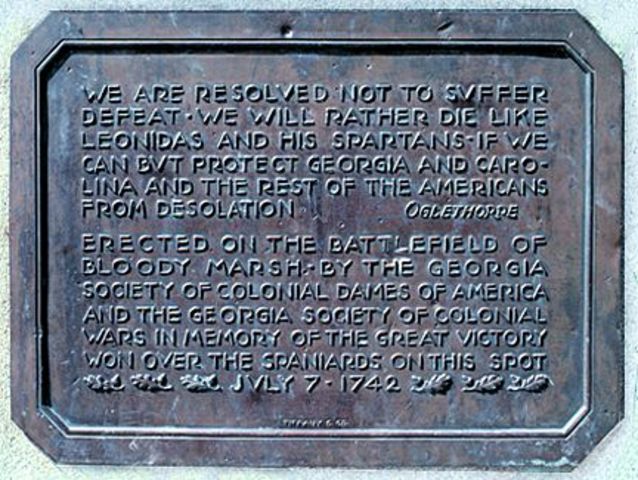 WE ARE RESOLVED NOT TO SVFFER
DEFEAT · WE WILL RATHER DIE LIKE
LEONIDAS AND HIS SPARTANS · IF WE
CAN BVT PROTECT GEORGIA AND CARO-
LINA AND THE REST OF THE AMERICANS
FROM DESOLATION OGLETHORPE
ERECTED ON THE BATTLEFIELD OF
BLOODY MARSH · BY THE GEORGIA
SOCIETY OF COLONIAL DAMES OF AMERICA
AND THE GEORGIA SOCIETY OF COLONIAL
WARS IN MEMORY OF THE GREAT VICTORY
WON OVER THE SPANIARDS ON THIS SPOT
JVLY 7 · 1742
TIFFANY & CO.